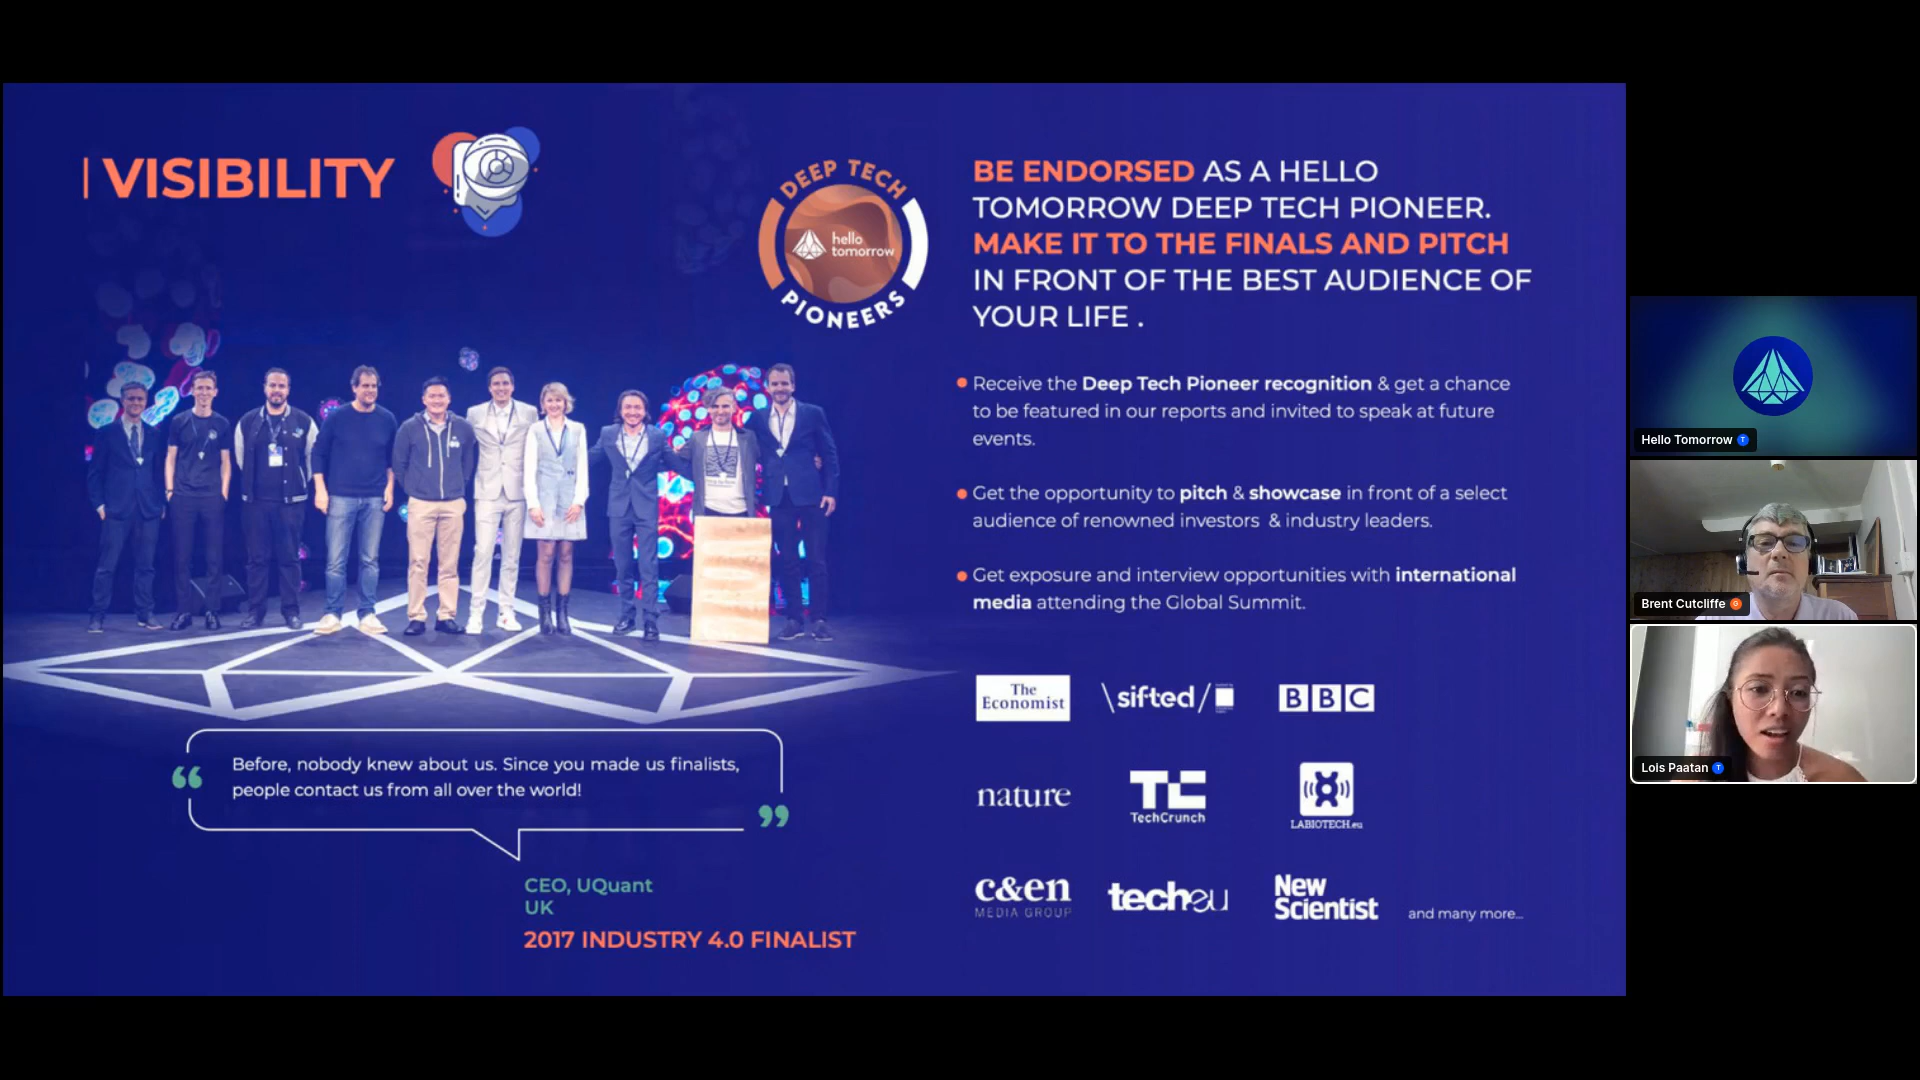 VISIBILITY
DEEP TECH
hello
tomorrow
PIONEERS
BE ENDORSED AS A HELLO
TOMORROW DEEP TECH PIONEER.
MAKE IT TO THE FINALS AND PITCH
IN FRONT OF THE BEST AUDIENCE OF
YOUR LIFE .
Receive the Deep Tech Pioneer recognition & get a chance
to be featured in our reports and invited to speak at future
events.
Get the opportunity to pitch & showcase in front of a select
audience of renowned investors & industry leaders.
Get exposure and interview opportunities with international
media attending the Global Summit.
The
Economist
\sifted/
BBC
nature
TC
TechCrunch
LABIOTECH.eu
c&en
MEDIA GROUP
techeu
New
Scientist
and many more...
“ Before, nobody knew about us. Since you made us finalists,
people contact us from all over the world! ”
CEO, UQuant
UK
2017 INDUSTRY 4.0 FINALIST
Hello Tomorrow T
Brent Cutcliffe G
Lois Paatan T